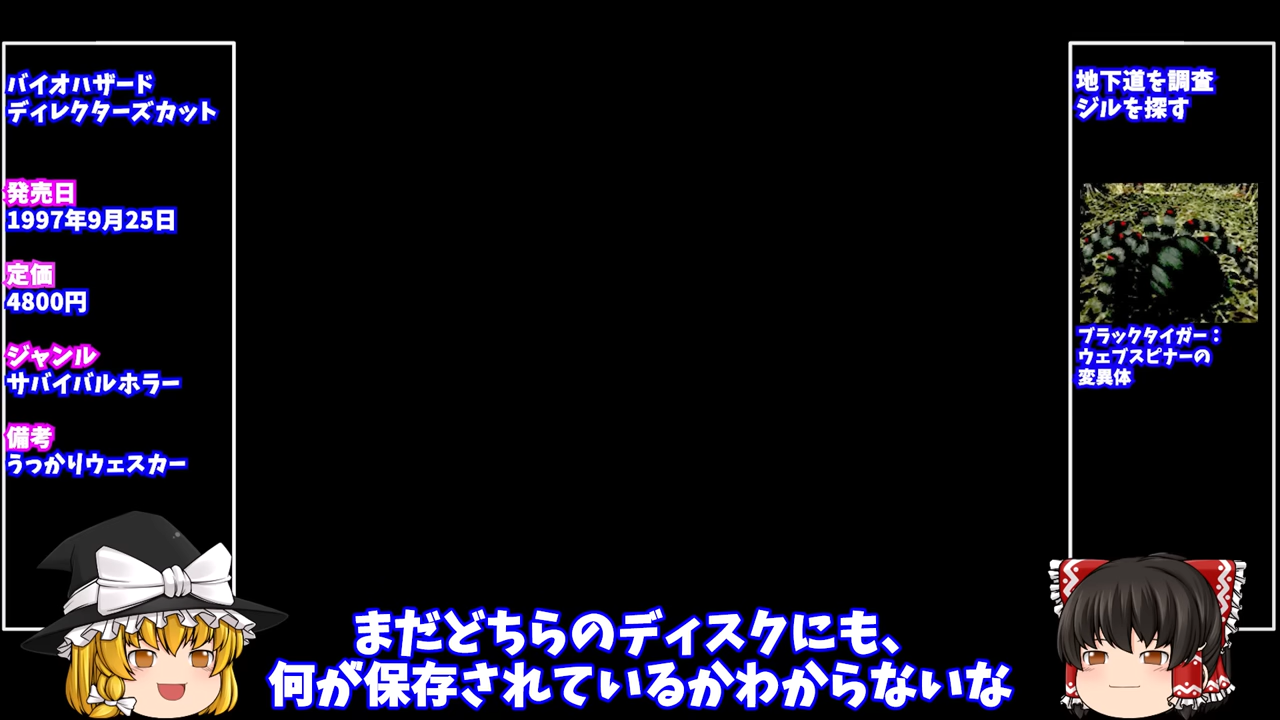 バイオハザード
ディレクターズカット
発売日
1997年9月25日
定価
4800円
ジャンル
サバイバルホラー
備考
うっかりウェスカー
地下道を調査
ジルを探す
ブラックタイガー：
ウェブスピナーの
変異体
まだどちらのディスクにも、
何が保存されているかわからないな